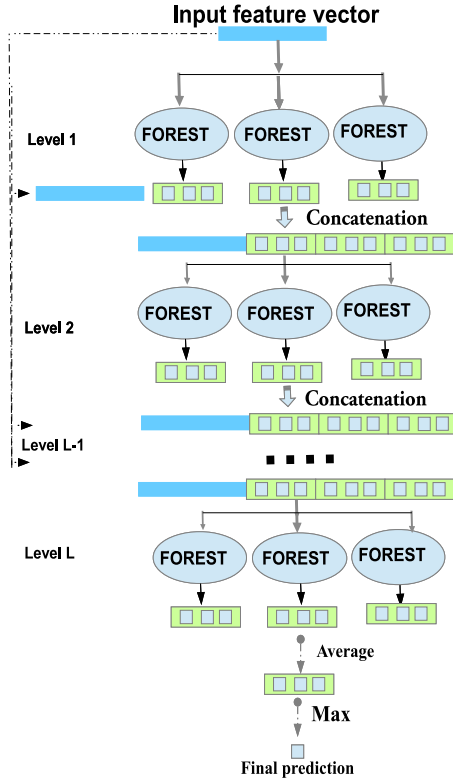 Input feature vector
FOREST FOREST FOREST
Level 1
Concatenation
FOREST FOREST FOREST
Level 2
Concatenation
Level L-1
FOREST FOREST FOREST
Level L
Average
Max
Final prediction